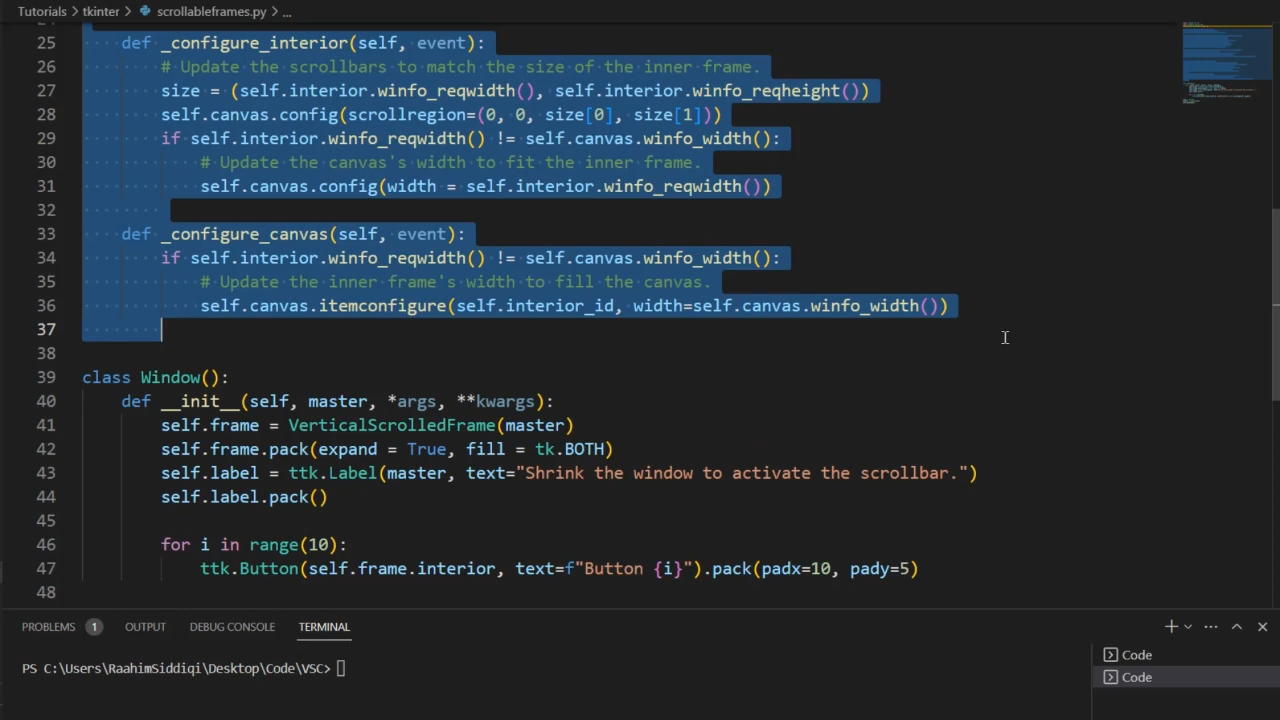 Tutorials > tkinter > scrollableframes.py > ...
25 def _configure_interior(self, event):
26 # Update the scrollbars to match the size of the inner frame.
27 size = (self.interior.winfo_reqwidth(), self.interior.winfo_reqheight())
28 self.canvas.config(scrollregion=(0, 0, size[0], size[1]))
29 if self.interior.winfo_reqwidth() != self.canvas.winfo_width():
30 # Update the canvas's width to fit the inner frame.
31 self.canvas.config(width = self.interior.winfo_reqwidth())
32
33 def _configure_canvas(self, event):
34 if self.interior.winfo_reqwidth() != self.canvas.winfo_width():
35 # Update the inner frame's width to fill the canvas.
36 self.canvas.itemconfigure(self.interior_id, width=self.canvas.winfo_width())
37
38
39 class Window():
40 def __init__(self, master, *args, **kwargs):
41 self.frame = VerticalScrolledFrame(master)
42 self.frame.pack(expand = True, fill = tk.BOTH)
43 self.label = ttk.Label(master, text="Shrink the window to activate the scrollbar.")
44 self.label.pack()
45
46 for i in range(10):
47 ttk.Button(self.frame.interior, text=f"Button {i}").pack(padx=10, pady=5)
48
PROBLEMS 1 OUTPUT DEBUG CONSOLE TERMINAL
PS C:\Users\RaahimSiddiqi\Desktop\Code\VSC>
Code
Code